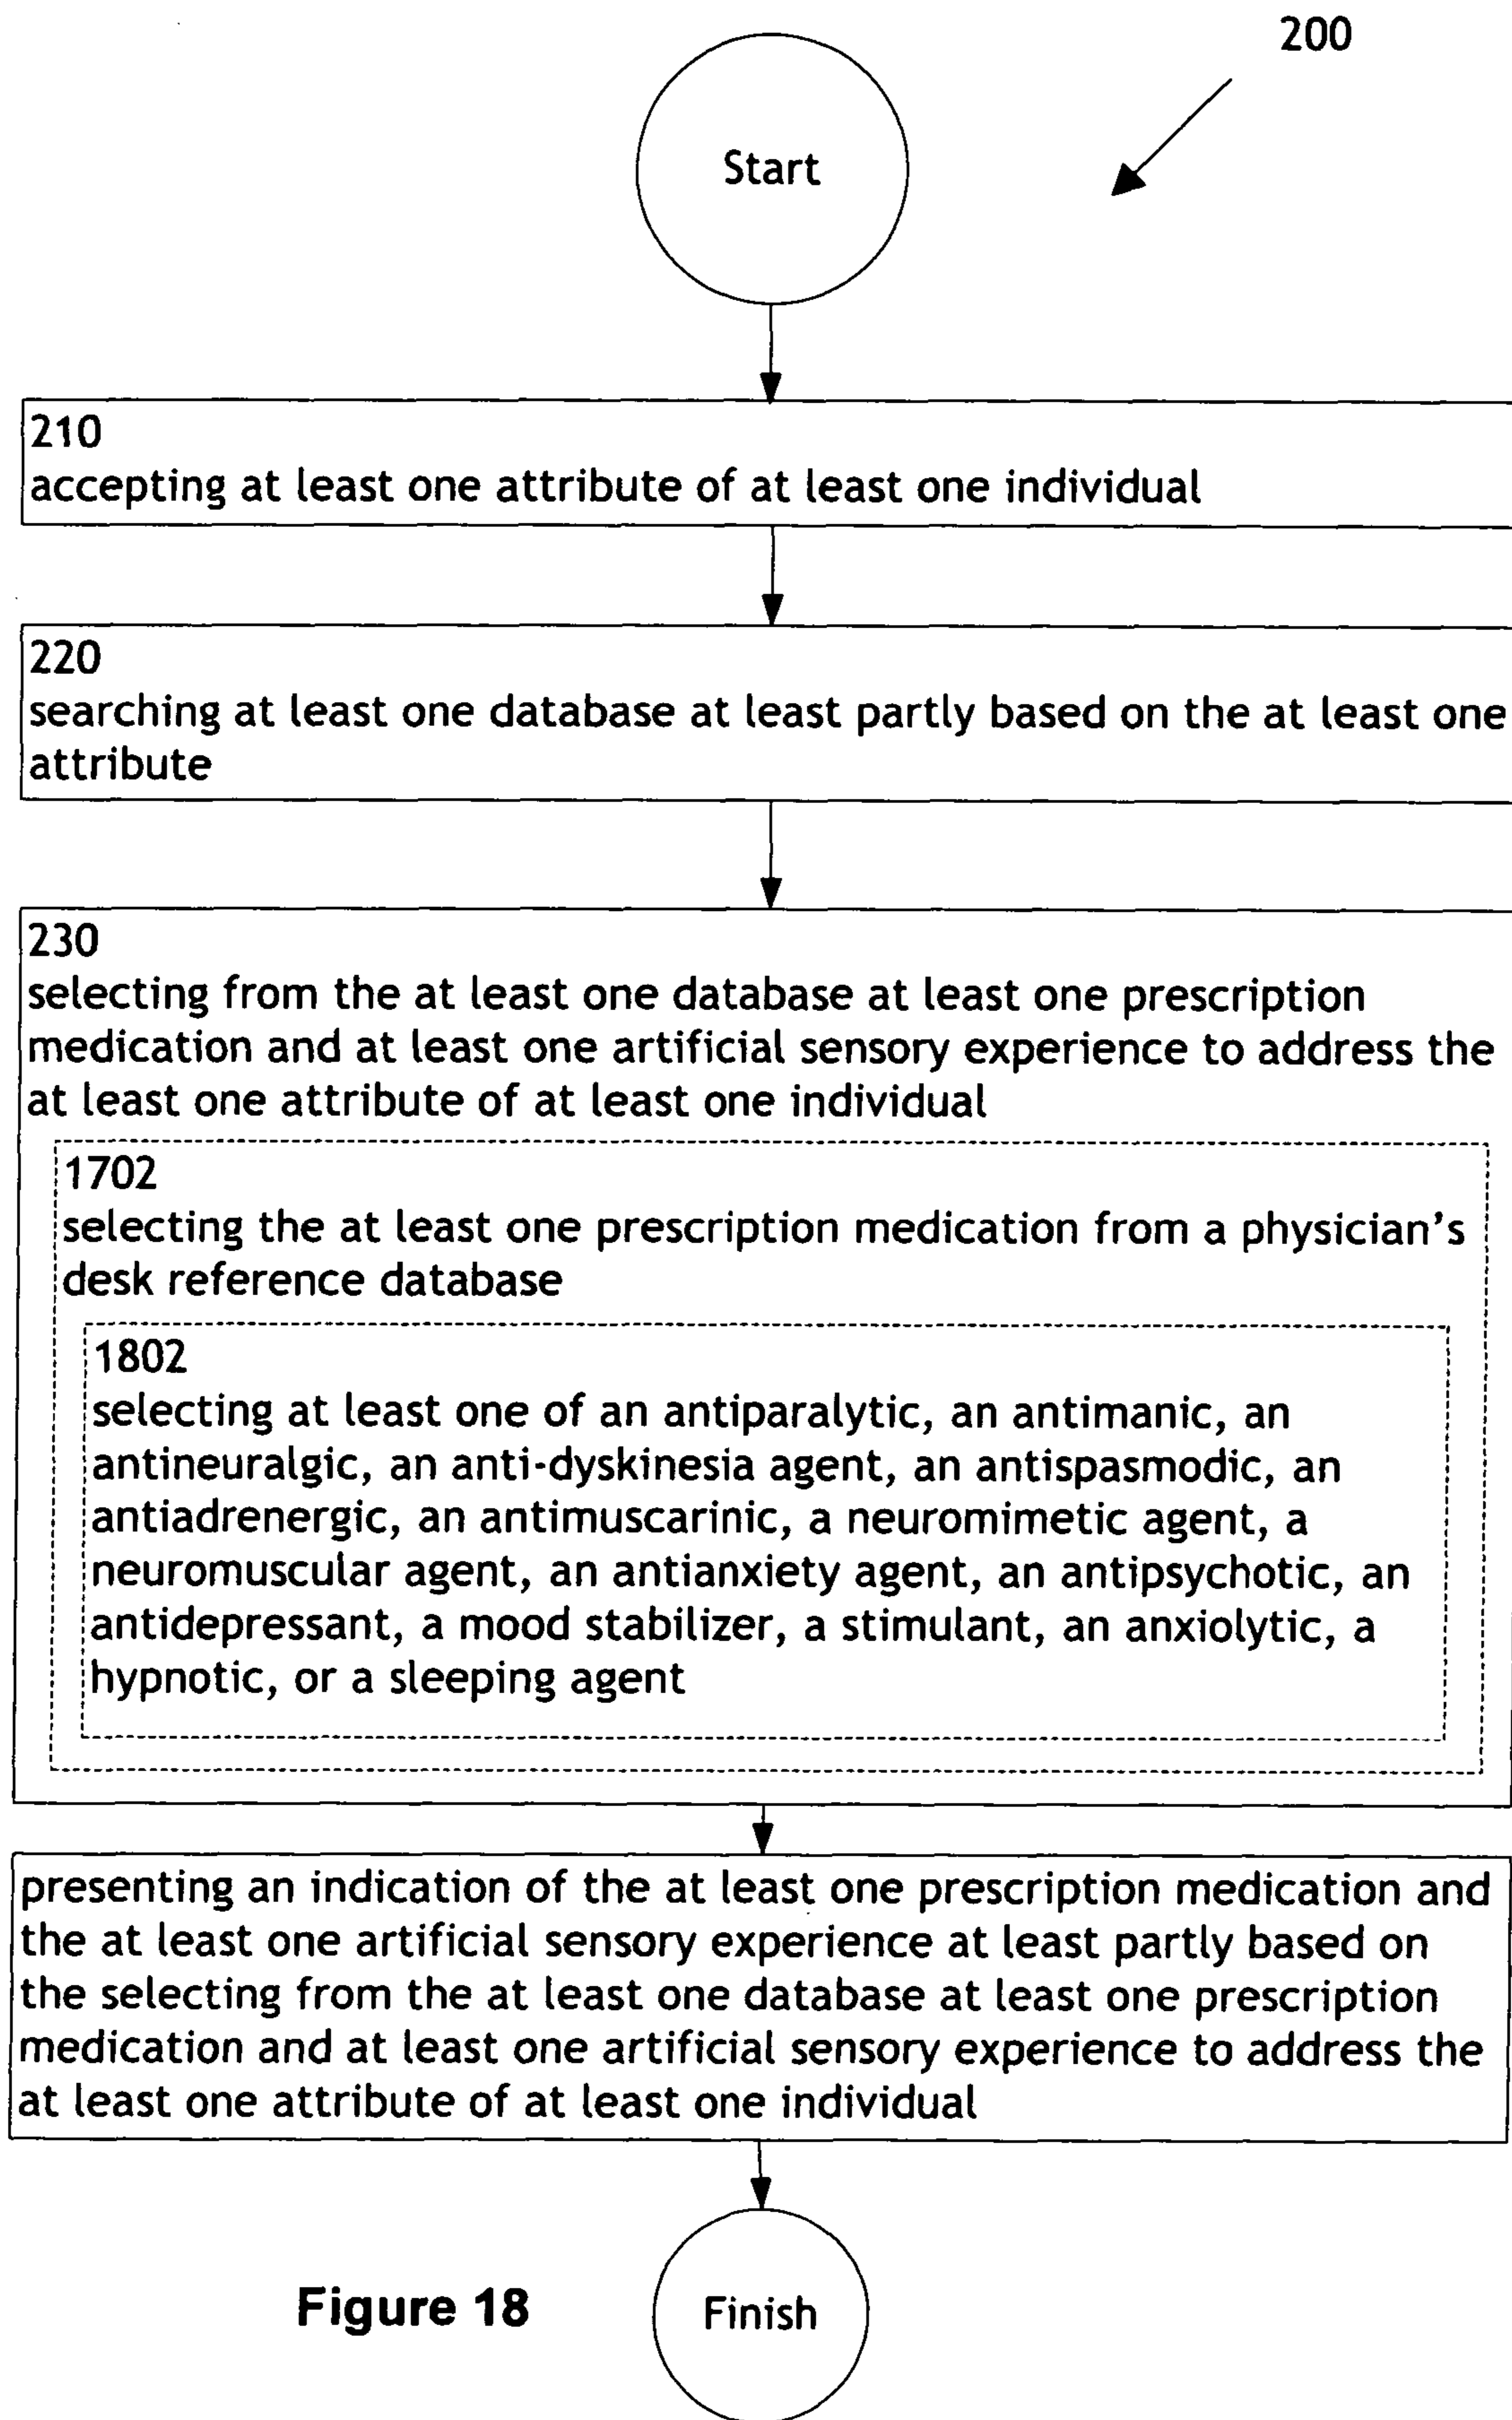 200
Start
210
accepting at least one attribute of at least one individual
220
searching at least one database at least partly based on the at least one
attribute
230
selecting from the at least one database at least one prescription
medication and at least one artificial sensory experience to address the
at least one attribute of at least one individual
1702
selecting the at least one prescription medication from a physician's
desk reference database
1802
selecting at least one of an antiparalytic, an antimanic, an
antineuralgic, an anti-dyskinesia agent, an antispasmodic, an
antiadrenergic, an antimuscarinic, a neuromimetic agent, a
neuromuscular agent, an antianxiety agent, an antipsychotic, an
antidepressant, a mood stabilizer, a stimulant, an anxiolytic, a
hypnotic, or a sleeping agent
presenting an indication of the at least one prescription medication and
the at least one artificial sensory experience at least partly based on
the selecting from the at least one database at least one prescription
medication and at least one artificial sensory experience to address the
at least one attribute of at least one individual
Figure 18
Finish